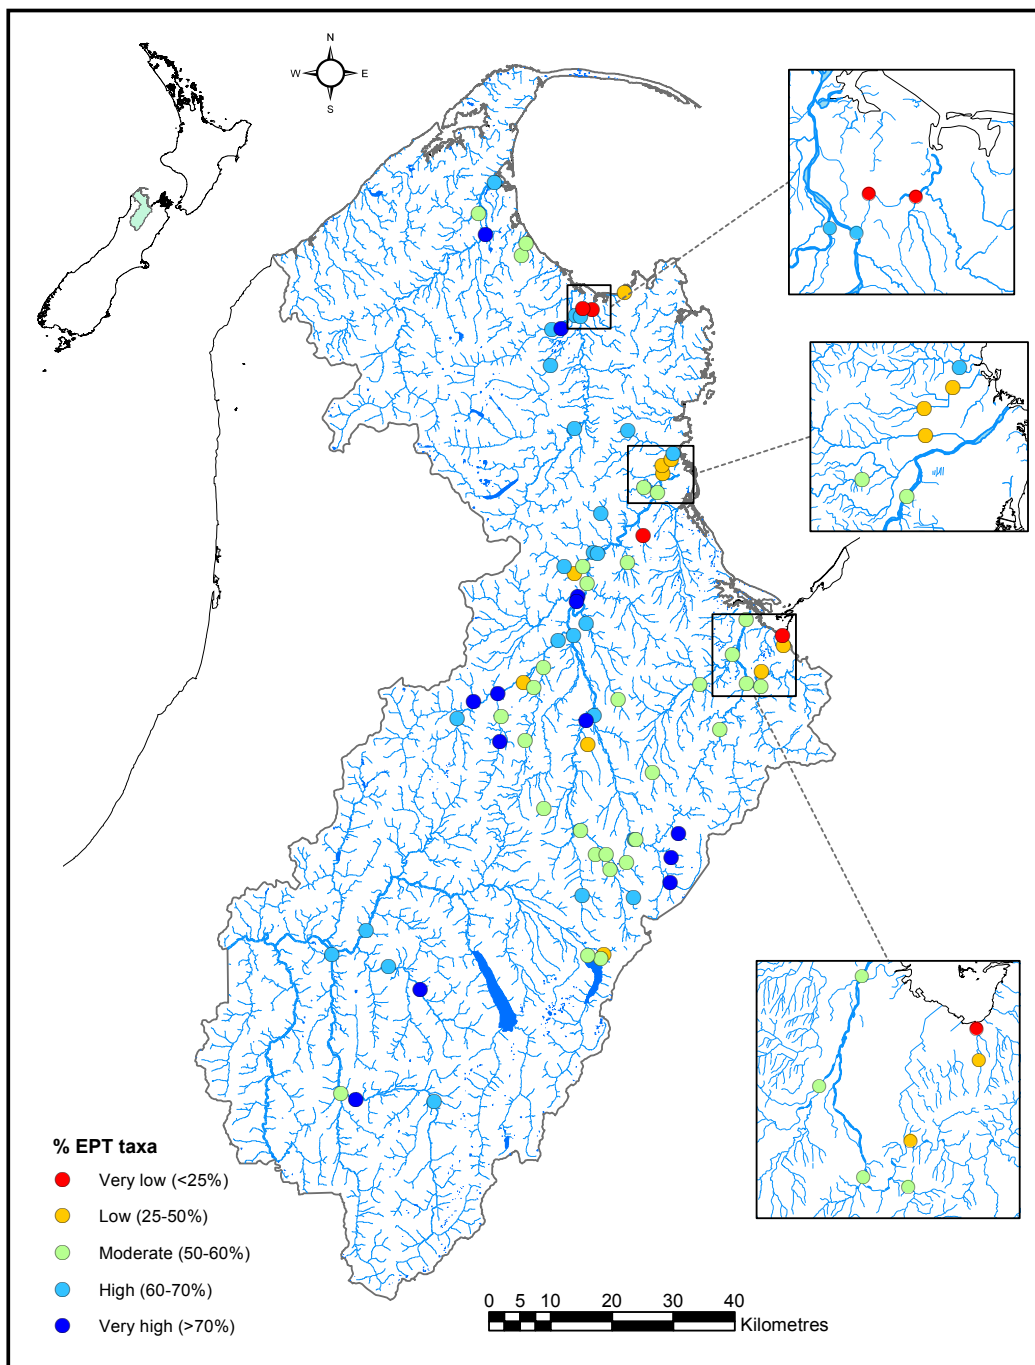 N
W E
S
% EPT taxa
Very low (<25%)
Low (25-50%)
Moderate (50-60%)
High (60-70%)
Very high (>70%)
0 5 10 20 30 40
Kilometres